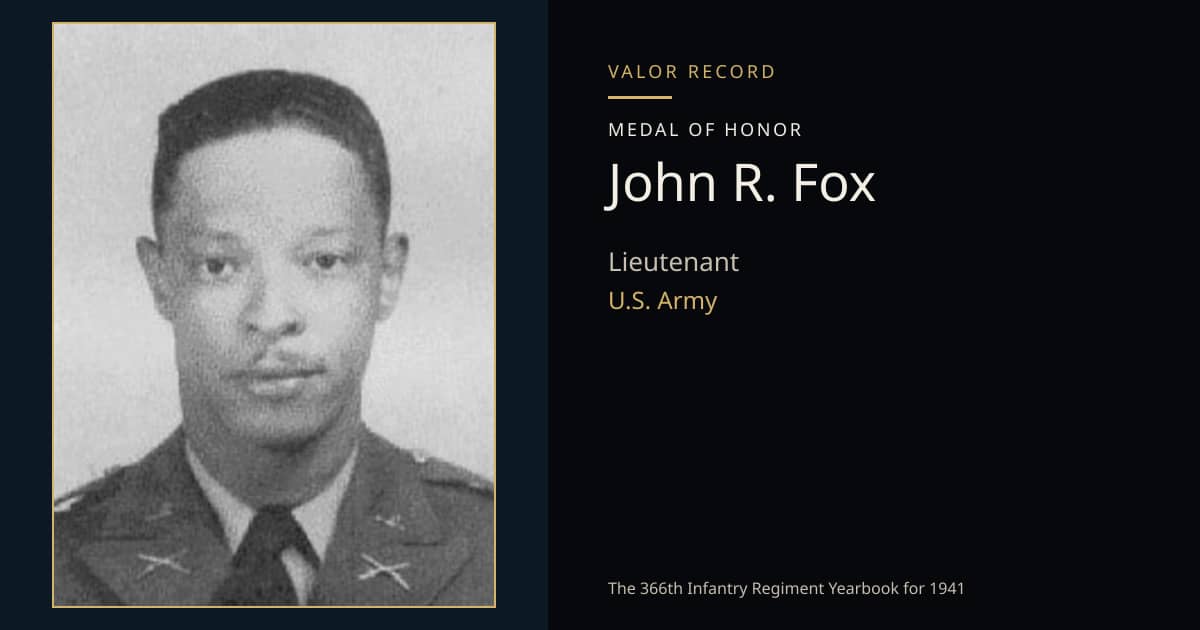 VALOR RECORD
MEDAL OF HONOR
John R. Fox
Lieutenant
U.S. Army
The 366th Infantry Regiment Yearbook for 1941